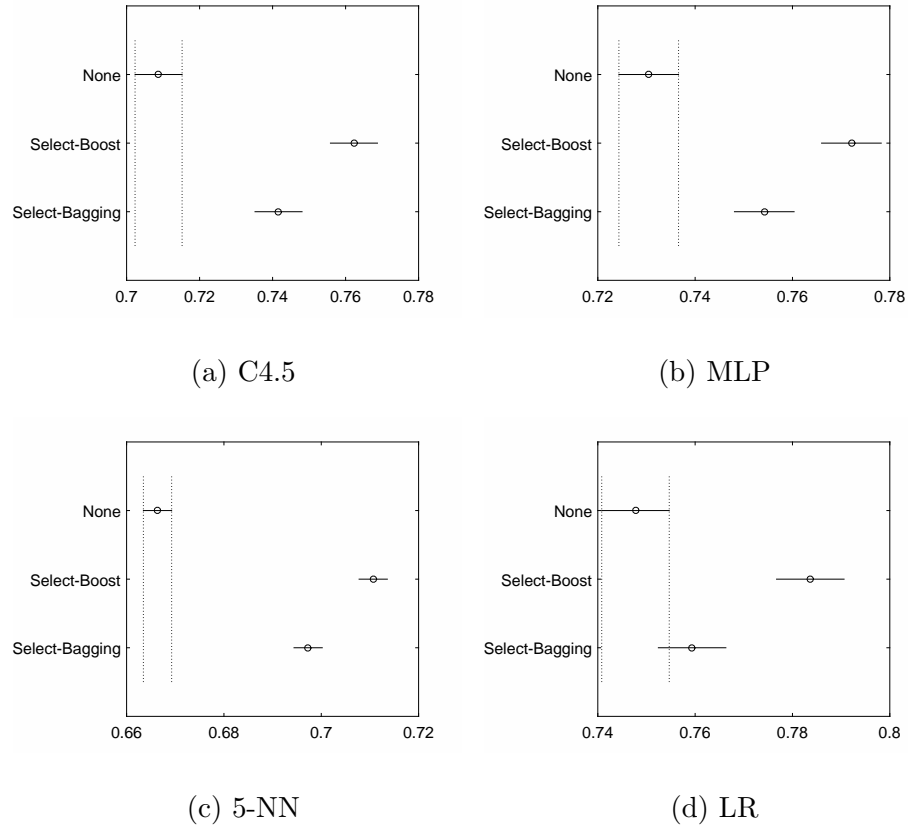 None
Select-Boost
Select-Bagging
0.7 0.72 0.74 0.76 0.78
(a) C4.5
None
Select-Boost
Select-Bagging
0.72 0.74 0.76 0.78
(b) MLP
None
Select-Boost
Select-Bagging
0.66 0.68 0.7 0.72
(c) 5-NN
None
Select-Boost
Select-Bagging
0.74 0.76 0.78 0.8
(d) LR